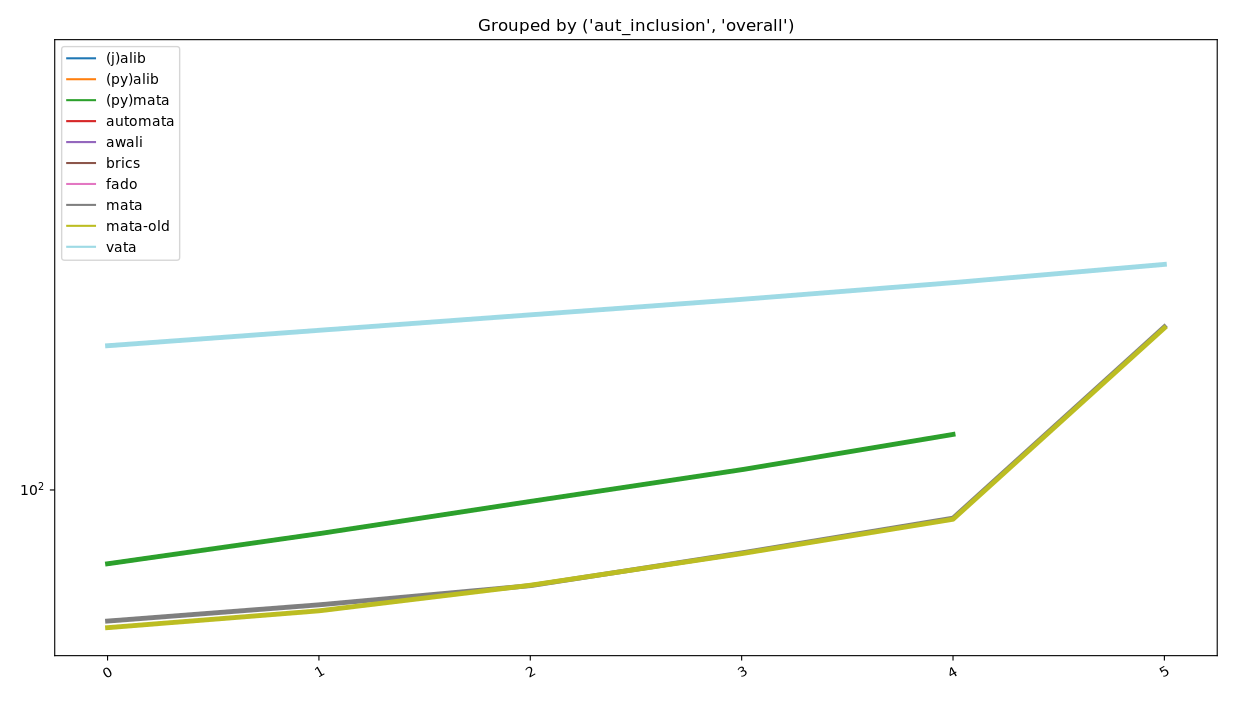 Grouped by ('aut_inclusion', 'overall')
(j)alib
(py)alib
(py)mata
automata
awali
brics
fado
mata
mata-old
vata
10²
0
1
2
3
4
5